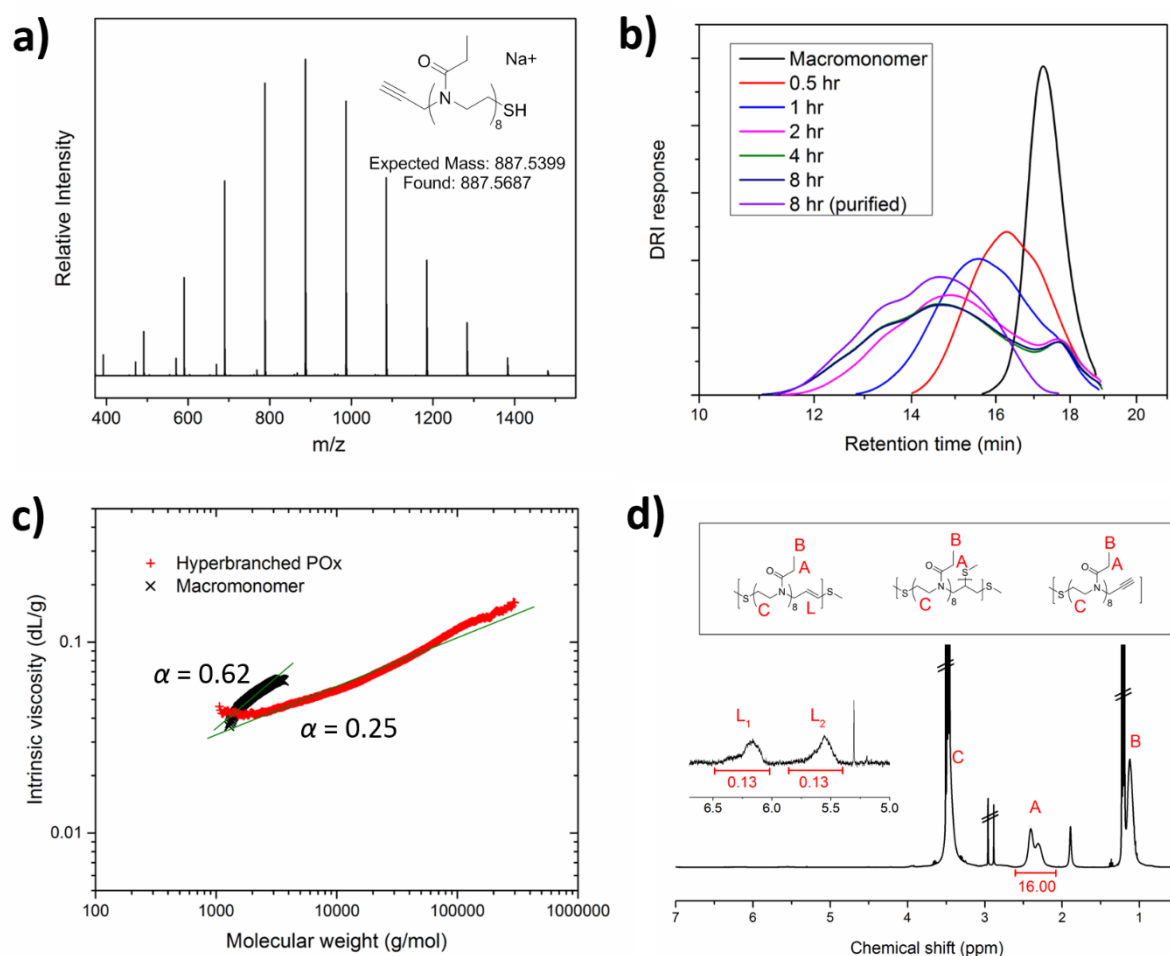 a)
Relative Intensity
O
N
Na+
SH
8
Expected Mass: 887.5399
Found: 887.5687
400 600 800 1000 1200 1400
m/z
b)
Macromonomer
0.5 hr
1 hr
2 hr
4 hr
8 hr
8 hr (purified)
DRI response
10 12 14 16 18 20
Retention time (min)
c)
Hyperbranched POx
Macromonomer
α = 0.62
α = 0.25
0.1
0.01
Intrinsic viscosity (dL/g)
100 1000 10000 100000 1000000
Molecular weight (g/mol)
d)
B B B
O A O A S O A
S N 8 S S N 8 S S N 8
C L C C
L1 L2
0.13 0.13
6.5 6.0 5.5 5.0
C
A
B
16.00
7 6 5 4 3 2 1
Chemical shift (ppm)